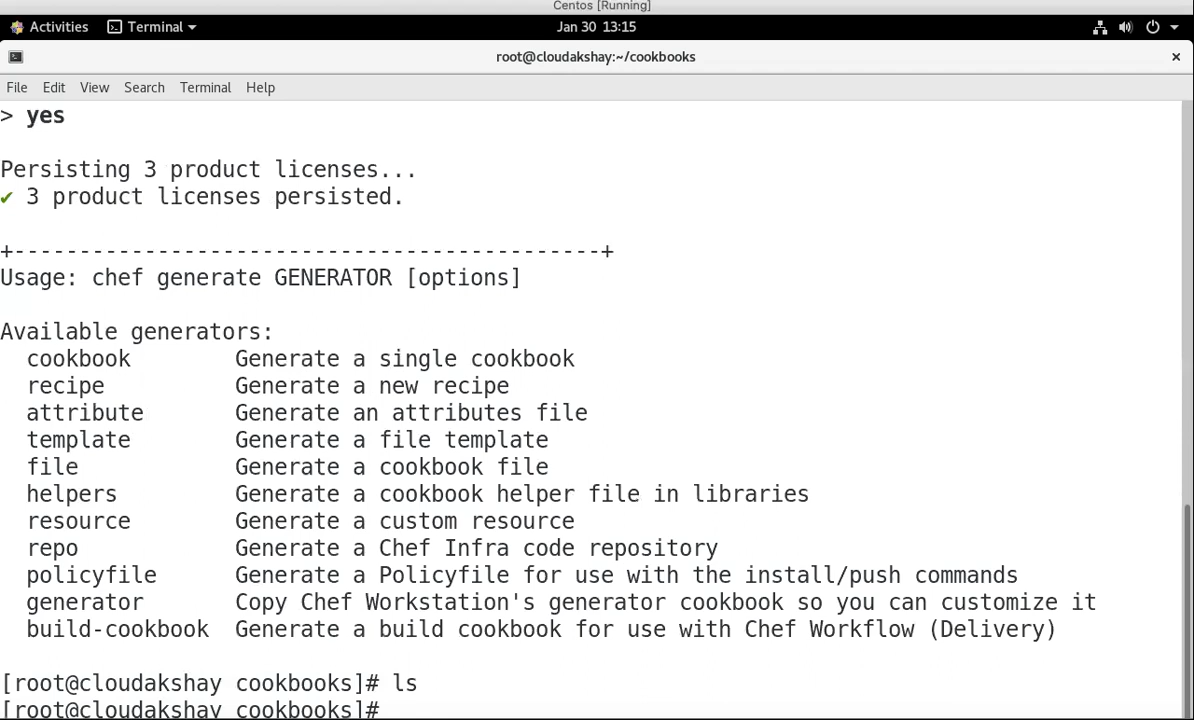 Centos [Running]
Activities Terminal Jan 30 13:15
root@cloudakshay:~/cookbooks
File Edit View Search Terminal Help
> yes
Persisting 3 product licenses...
✔ 3 product licenses persisted.
+---------------------------------------------+
Usage: chef generate GENERATOR [options]
Available generators:
cookbook Generate a single cookbook
recipe Generate a new recipe
attribute Generate an attributes file
template Generate a file template
file Generate a cookbook file
helpers Generate a cookbook helper file in libraries
resource Generate a custom resource
repo Generate a Chef Infra code repository
policyfile Generate a Policyfile for use with the install/push commands
generator Copy Chef Workstation's generator cookbook so you can customize it
build-cookbook Generate a build cookbook for use with Chef Workflow (Delivery)
[root@cloudakshay cookbooks]# ls
[root@cloudakshay cookbooks]#